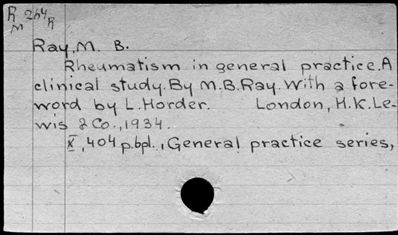 R 264 R
M
Ray, M. B.
Rheumatism in general practice. A
clinical study. By M.B.Ray. With a fore-
word by L. Horder. London, H.K.Le-
wis & Co., 1934.
X, 404 p. bpl., General practice series,